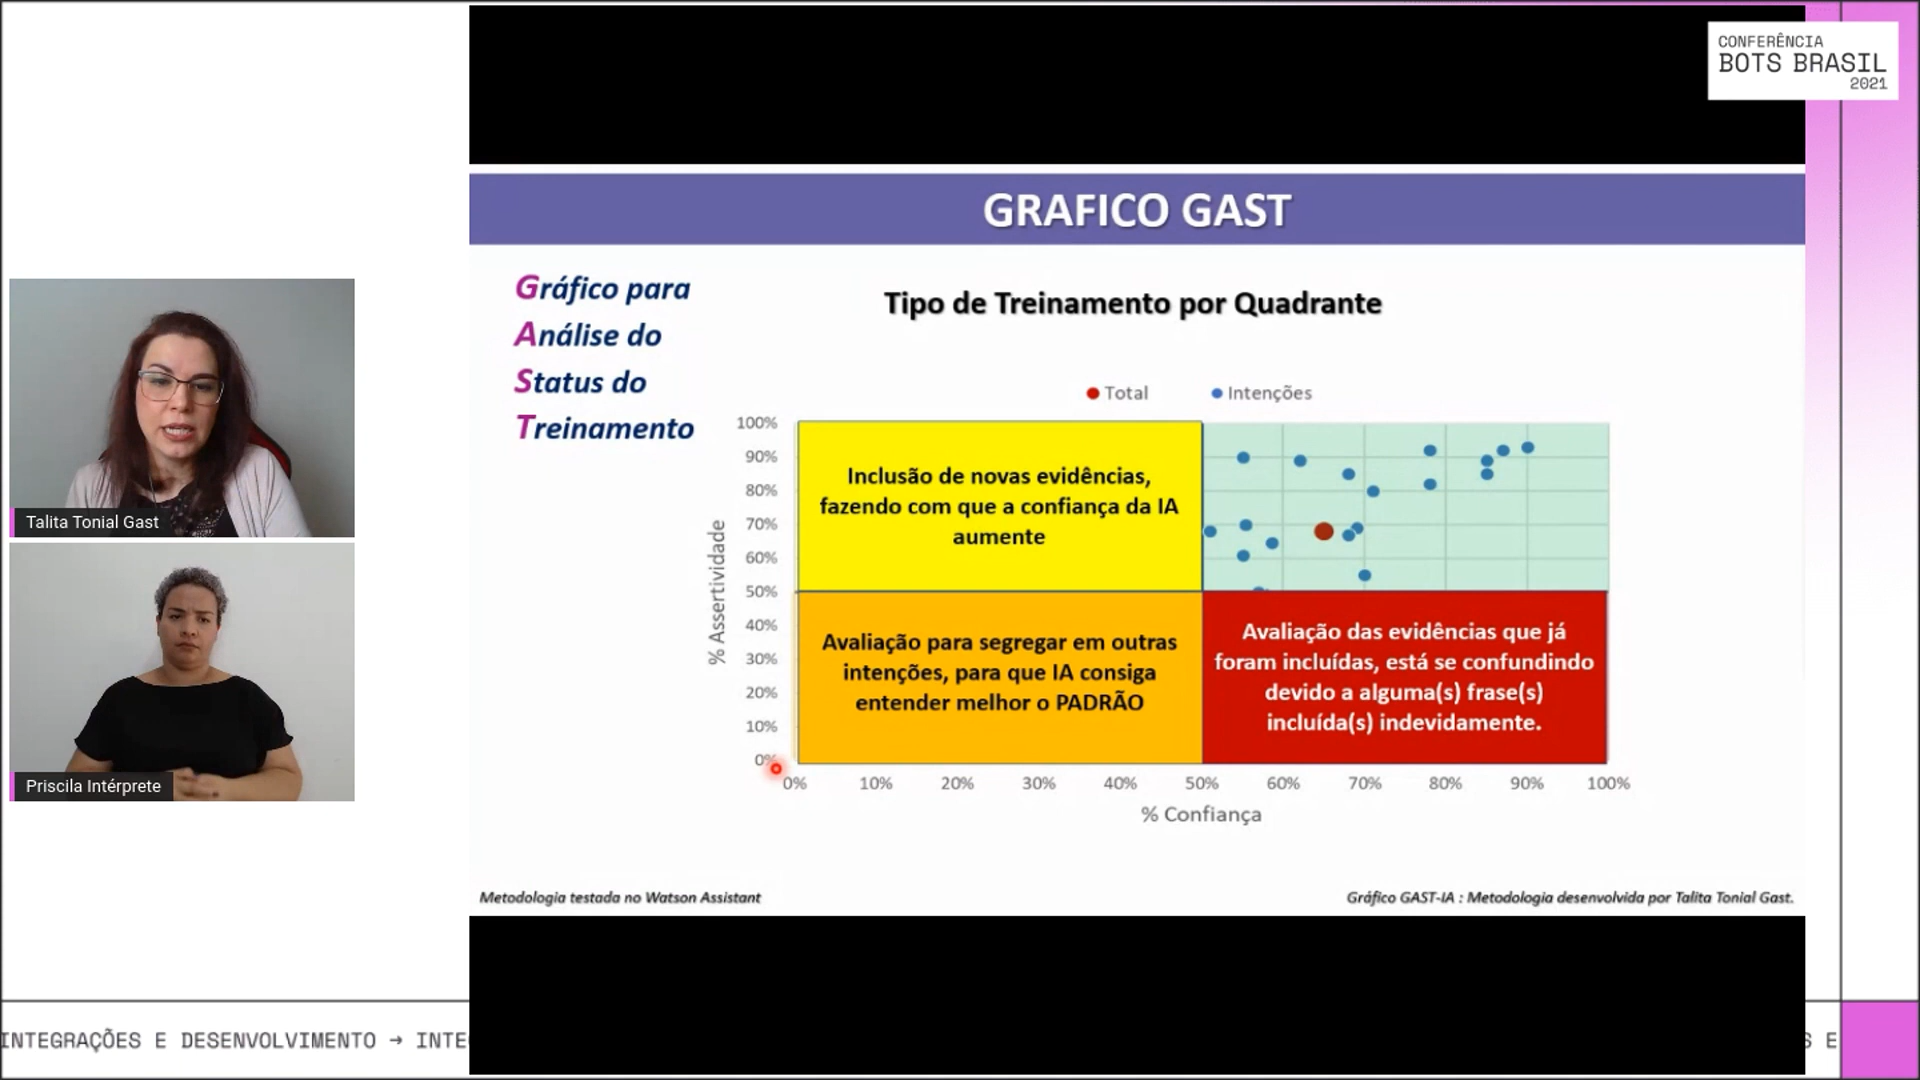 CONFERÊNCIA
BOTS BRASIL
2021
GRAFICO GAST
Gráfico para
Análise do
Status do
Treinamento
Tipo de Treinamento por Quadrante
Total
Intenções
100%
90%
80%
70%
60%
50%
40%
30%
20%
10%
0%
% Assertividade
Inclusão de novas evidências,
fazendo com que a confiança da IA
aumente
Avaliação para segregar em outras
intenções, para que IA consiga
entender melhor o PADRÃO
Avaliação das evidências que já
foram incluídas, está se confundindo
devido a alguma(s) frase(s)
incluída(s) indevidamente.
0% 10% 20% 30% 40% 50% 60% 70% 80% 90% 100%
% Confiança
Metodologia testada no Watson Assistant
Gráfico GAST-IA : Metodologia desenvolvida por Talita Tonial Gast.
Talita Tonial Gast
Priscila Intérprete
INTEGRAÇÕES E DESENVOLVIMENTO → INTE
S E